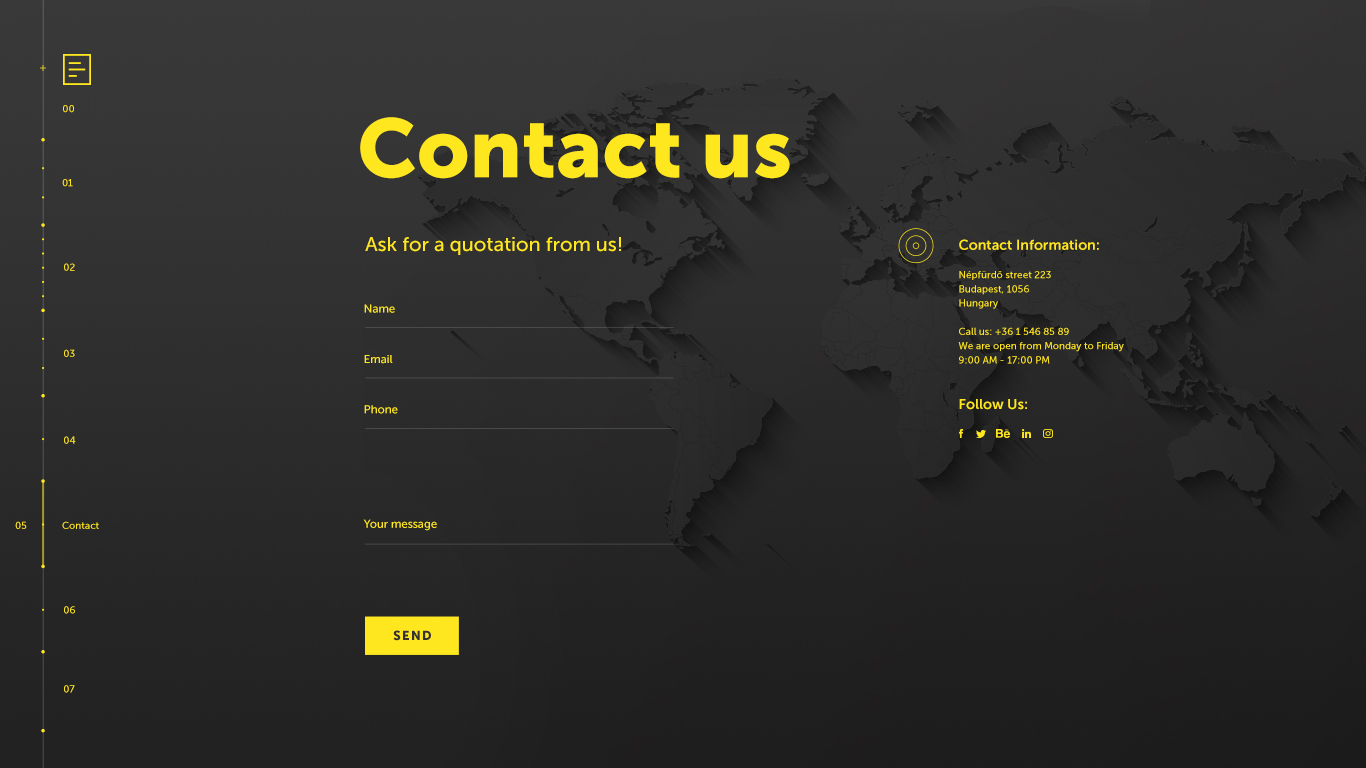 00
01
02
03
04
05 Contact
06
07
Contact us
Ask for a quotation from us!
Name
Email
Phone
Your message
SEND
Contact Information:
Népfürdő street 223
Budapest, 1056
Hungary
Call us: +36 1 546 85 89
We are open from Monday to Friday
9:00 AM - 17:00 PM
Follow Us:
f Bē in